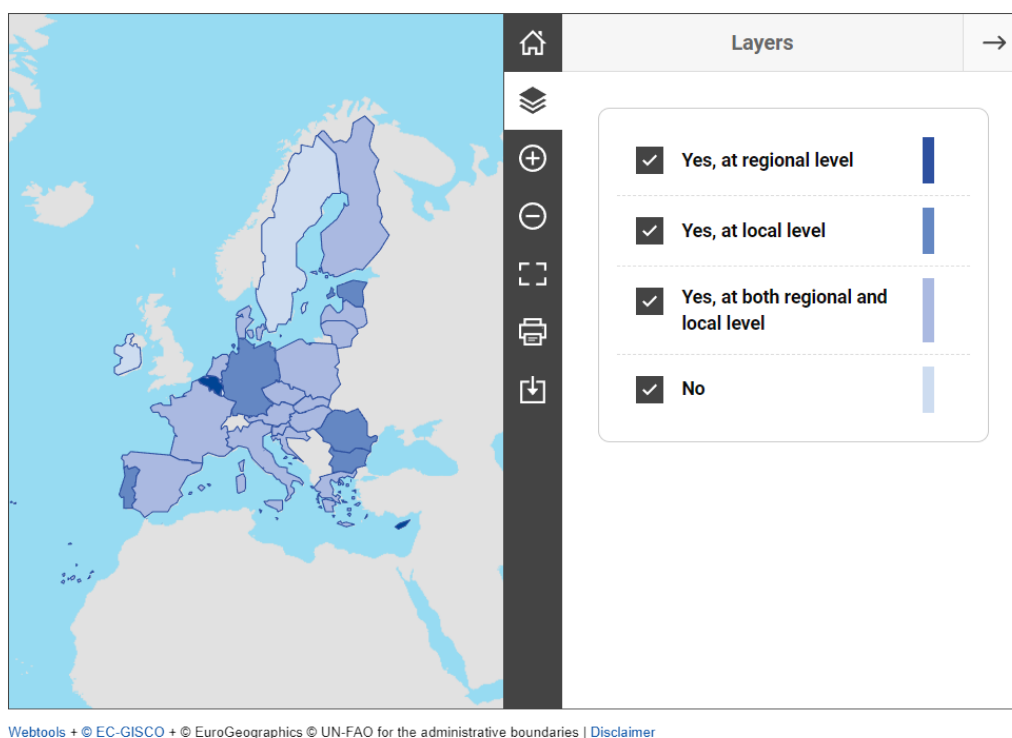 Layers
Yes, at regional level
Yes, at local level
Yes, at both regional and
local level
No
Webtools + © EC-GISCO + © EuroGeographics © UN-FAO for the administrative boundaries | Disclaimer